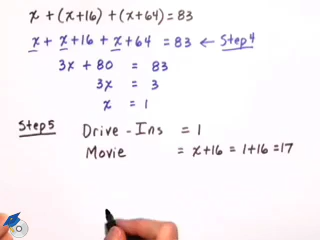 x + (x+16) + (x+64) = 83
x + x + 16 + x + 64 = 83 ← Step 4
3x + 80 = 83
3x = 3
x = 1
Step 5 Drive-Ins = 1
Movie = x+16 = 1+16 = 17